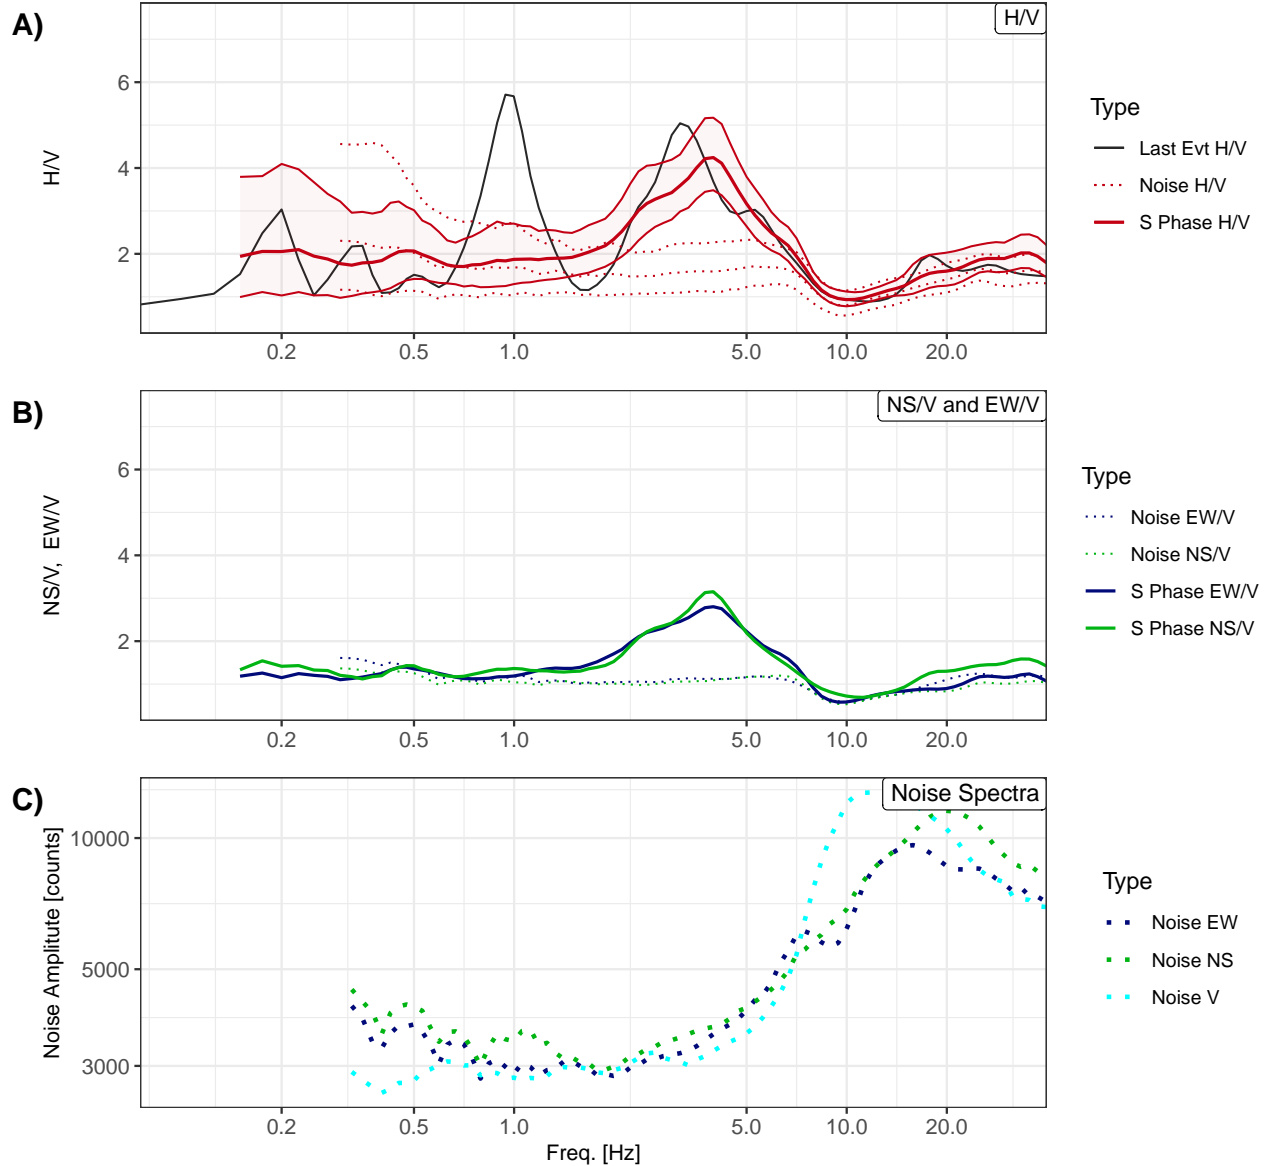 A)
H/V
H/V
6
4
2
0.2
0.5
1.0
5.0
10.0
20.0
Type
Last Evt H/V
Noise H/V
S Phase H/V
B)
NS/V and EW/V
NS/V,  EW/V
6
4
2
0.2
0.5
1.0
5.0
10.0
20.0
Type
Noise EW/V
Noise NS/V
S Phase EW/V
S Phase NS/V
C)
Noise Spectra
Noise Amplitute [counts]
10000
5000
3000
0.2
0.5
1.0
5.0
10.0
20.0
Freq. [Hz]
Type
Noise EW
Noise NS
Noise V